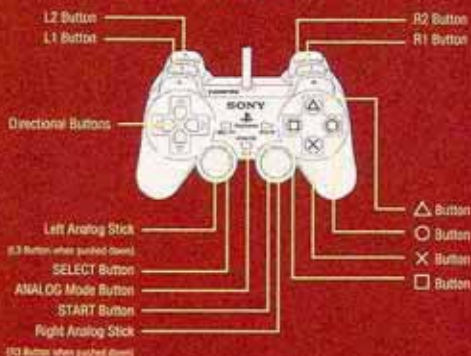 L2 Button
L1 Button
R2 Button
R1 Button
SONY
Directional Buttons
Left Analog Stick
(L3 Button when pushed down)
SELECT Button
ANALOG Mode Button
START Button
Right Analog Stick
(R3 Button when pushed down)
△ Button
○ Button
✕ Button
□ Button